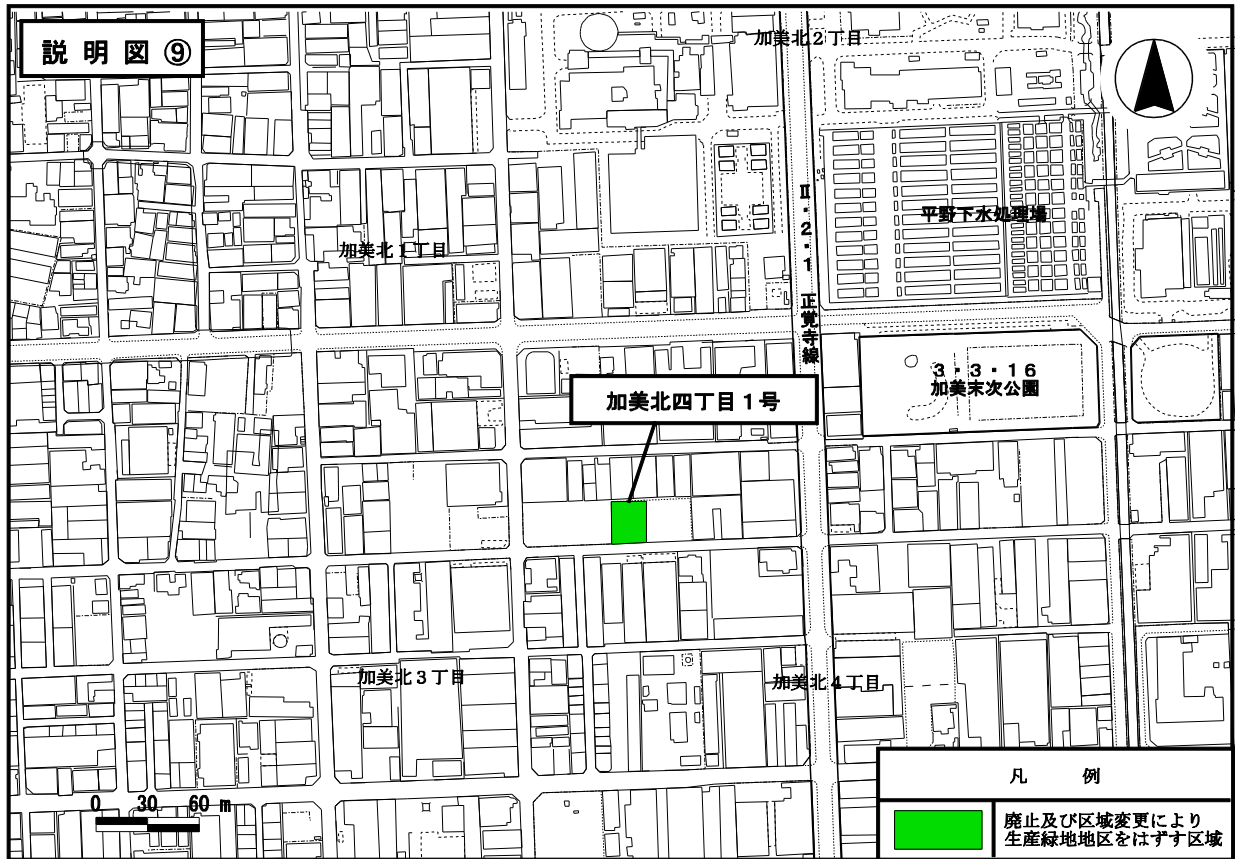 説明図⑨
加美北2丁目
加美北1丁目
Ⅱ・2・1 正覚寺線
平野下水処理場
3・3・16
加美末次公園
加美北四丁目1号
加美北3丁目
加美北4丁目
0 30 60 m
凡例
廃止及び区域変更により
生産緑地地区をはずす区域